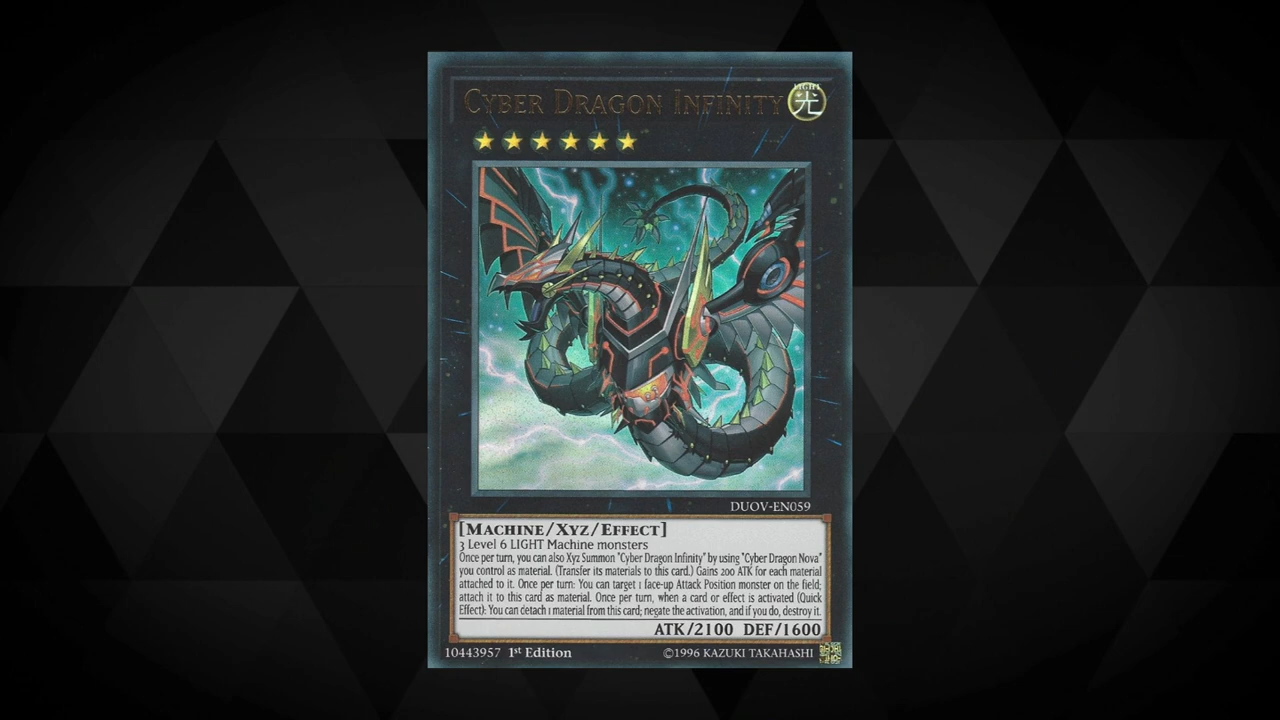 CYBER DRAGON INFINITY
LIGHT
光
DUOV-EN059
[MACHINE/XYZ/EFFECT]
3 Level 6 LIGHT Machine monsters
Once per turn, you can also Xyz Summon "Cyber Dragon Infinity" by using "Cyber Dragon Nova"
you control as material. (Transfer its materials to this card.) Gains 200 ATK for each material
attached to it. Once per turn: You can target 1 face-up Attack Position monster on the field;
attach it to this card as material. Once per turn, when a card or effect is activated (Quick
Effect): You can detach 1 material from this card; negate the activation, and if you do, destroy it.
ATK/2100 DEF/1600
10443957 1st Edition ©1996 KAZUKI TAKAHASHI